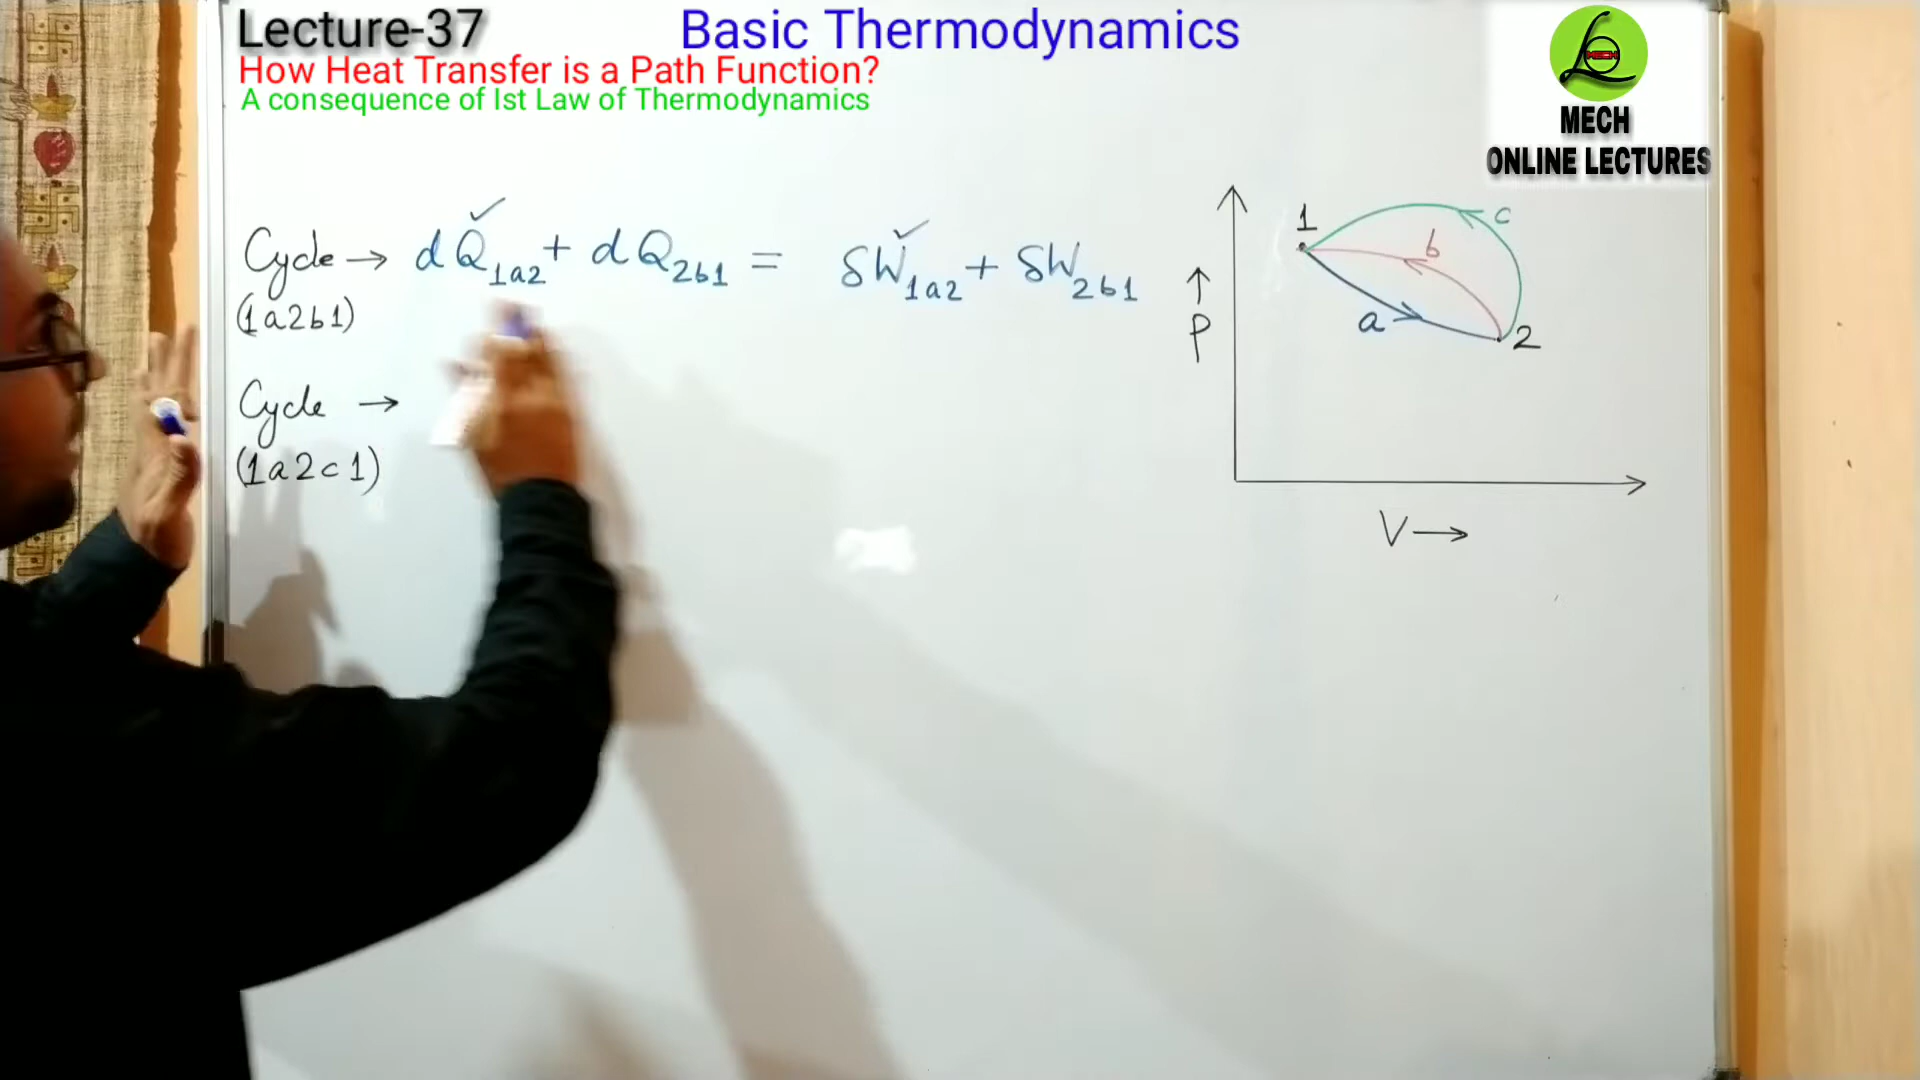 Lecture-37
Basic Thermodynamics
How Heat Transfer is a Path Function?
A consequence of Ist Law of Thermodynamics
MECH
MECH
ONLINE LECTURES
Cycle → dQ₁ₐ₂ + dQ₂b₁ = δW₁ₐ₂ + δW₂b₁
(1a2b1)
Cycle →
(1a2c1)
1
c
b
a
2
↑
P
V →